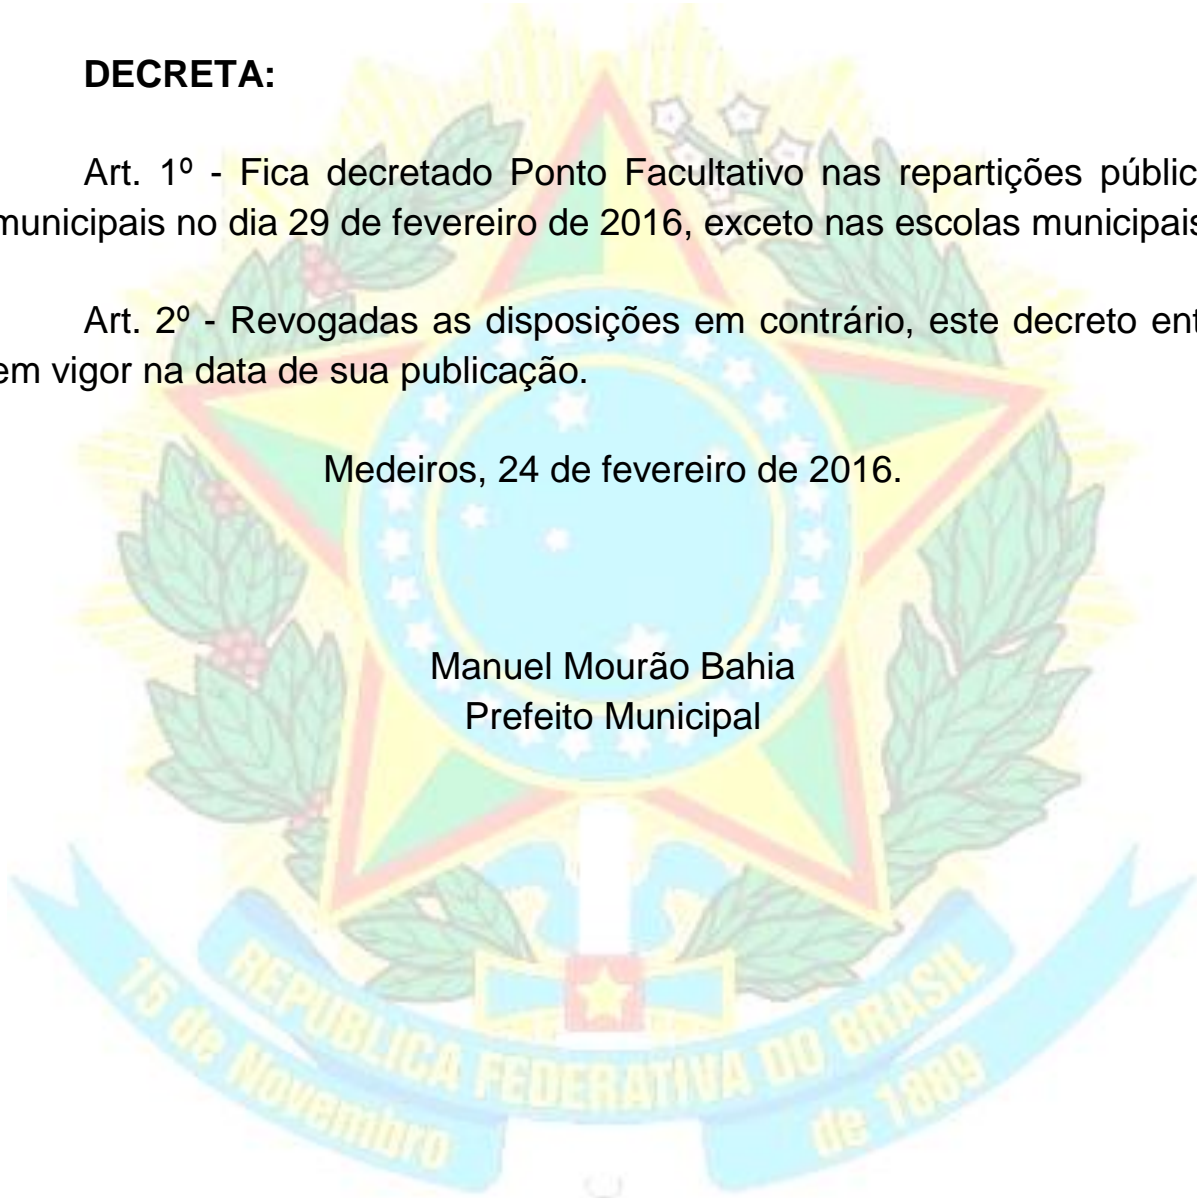 DECRETA:
Art. 1º - Fica decretado Ponto Facultativo nas repartições públic
municipais no dia 29 de fevereiro de 2016, exceto nas escolas municipais
Art. 2º - Revogadas as disposições em contrário, este decreto ent
em vigor na data de sua publicação.
Medeiros, 24 de fevereiro de 2016.
Manuel Mourão Bahia
Prefeito Municipal
REPUBLICA FEDERATIVA DO BRASIL
15 de Novembro de 1889